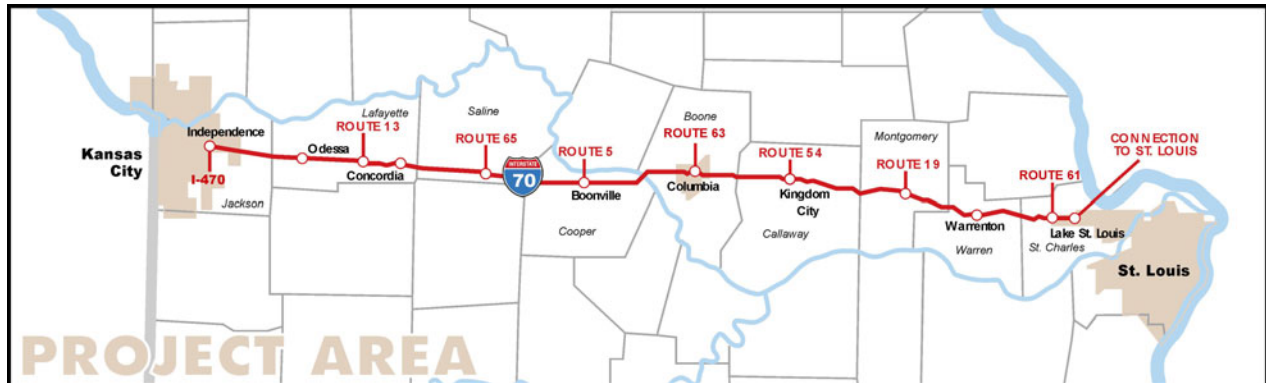 Kansas
City
Independence
I-470
Jackson
Odessa
Lafayette
ROUTE 13
Concordia
Saline
ROUTE 65
INTERSTATE
70
ROUTE 5
Boonville
Cooper
Boone
ROUTE 63
Columbia
ROUTE 54
Kingdom
City
Callaway
Montgomery
ROUTE 19
Warrenton
Warren
ROUTE 61
Lake St. Louis
St. Charles
CONNECTION
TO ST. LOUIS
St. Louis
PROJECT AREA